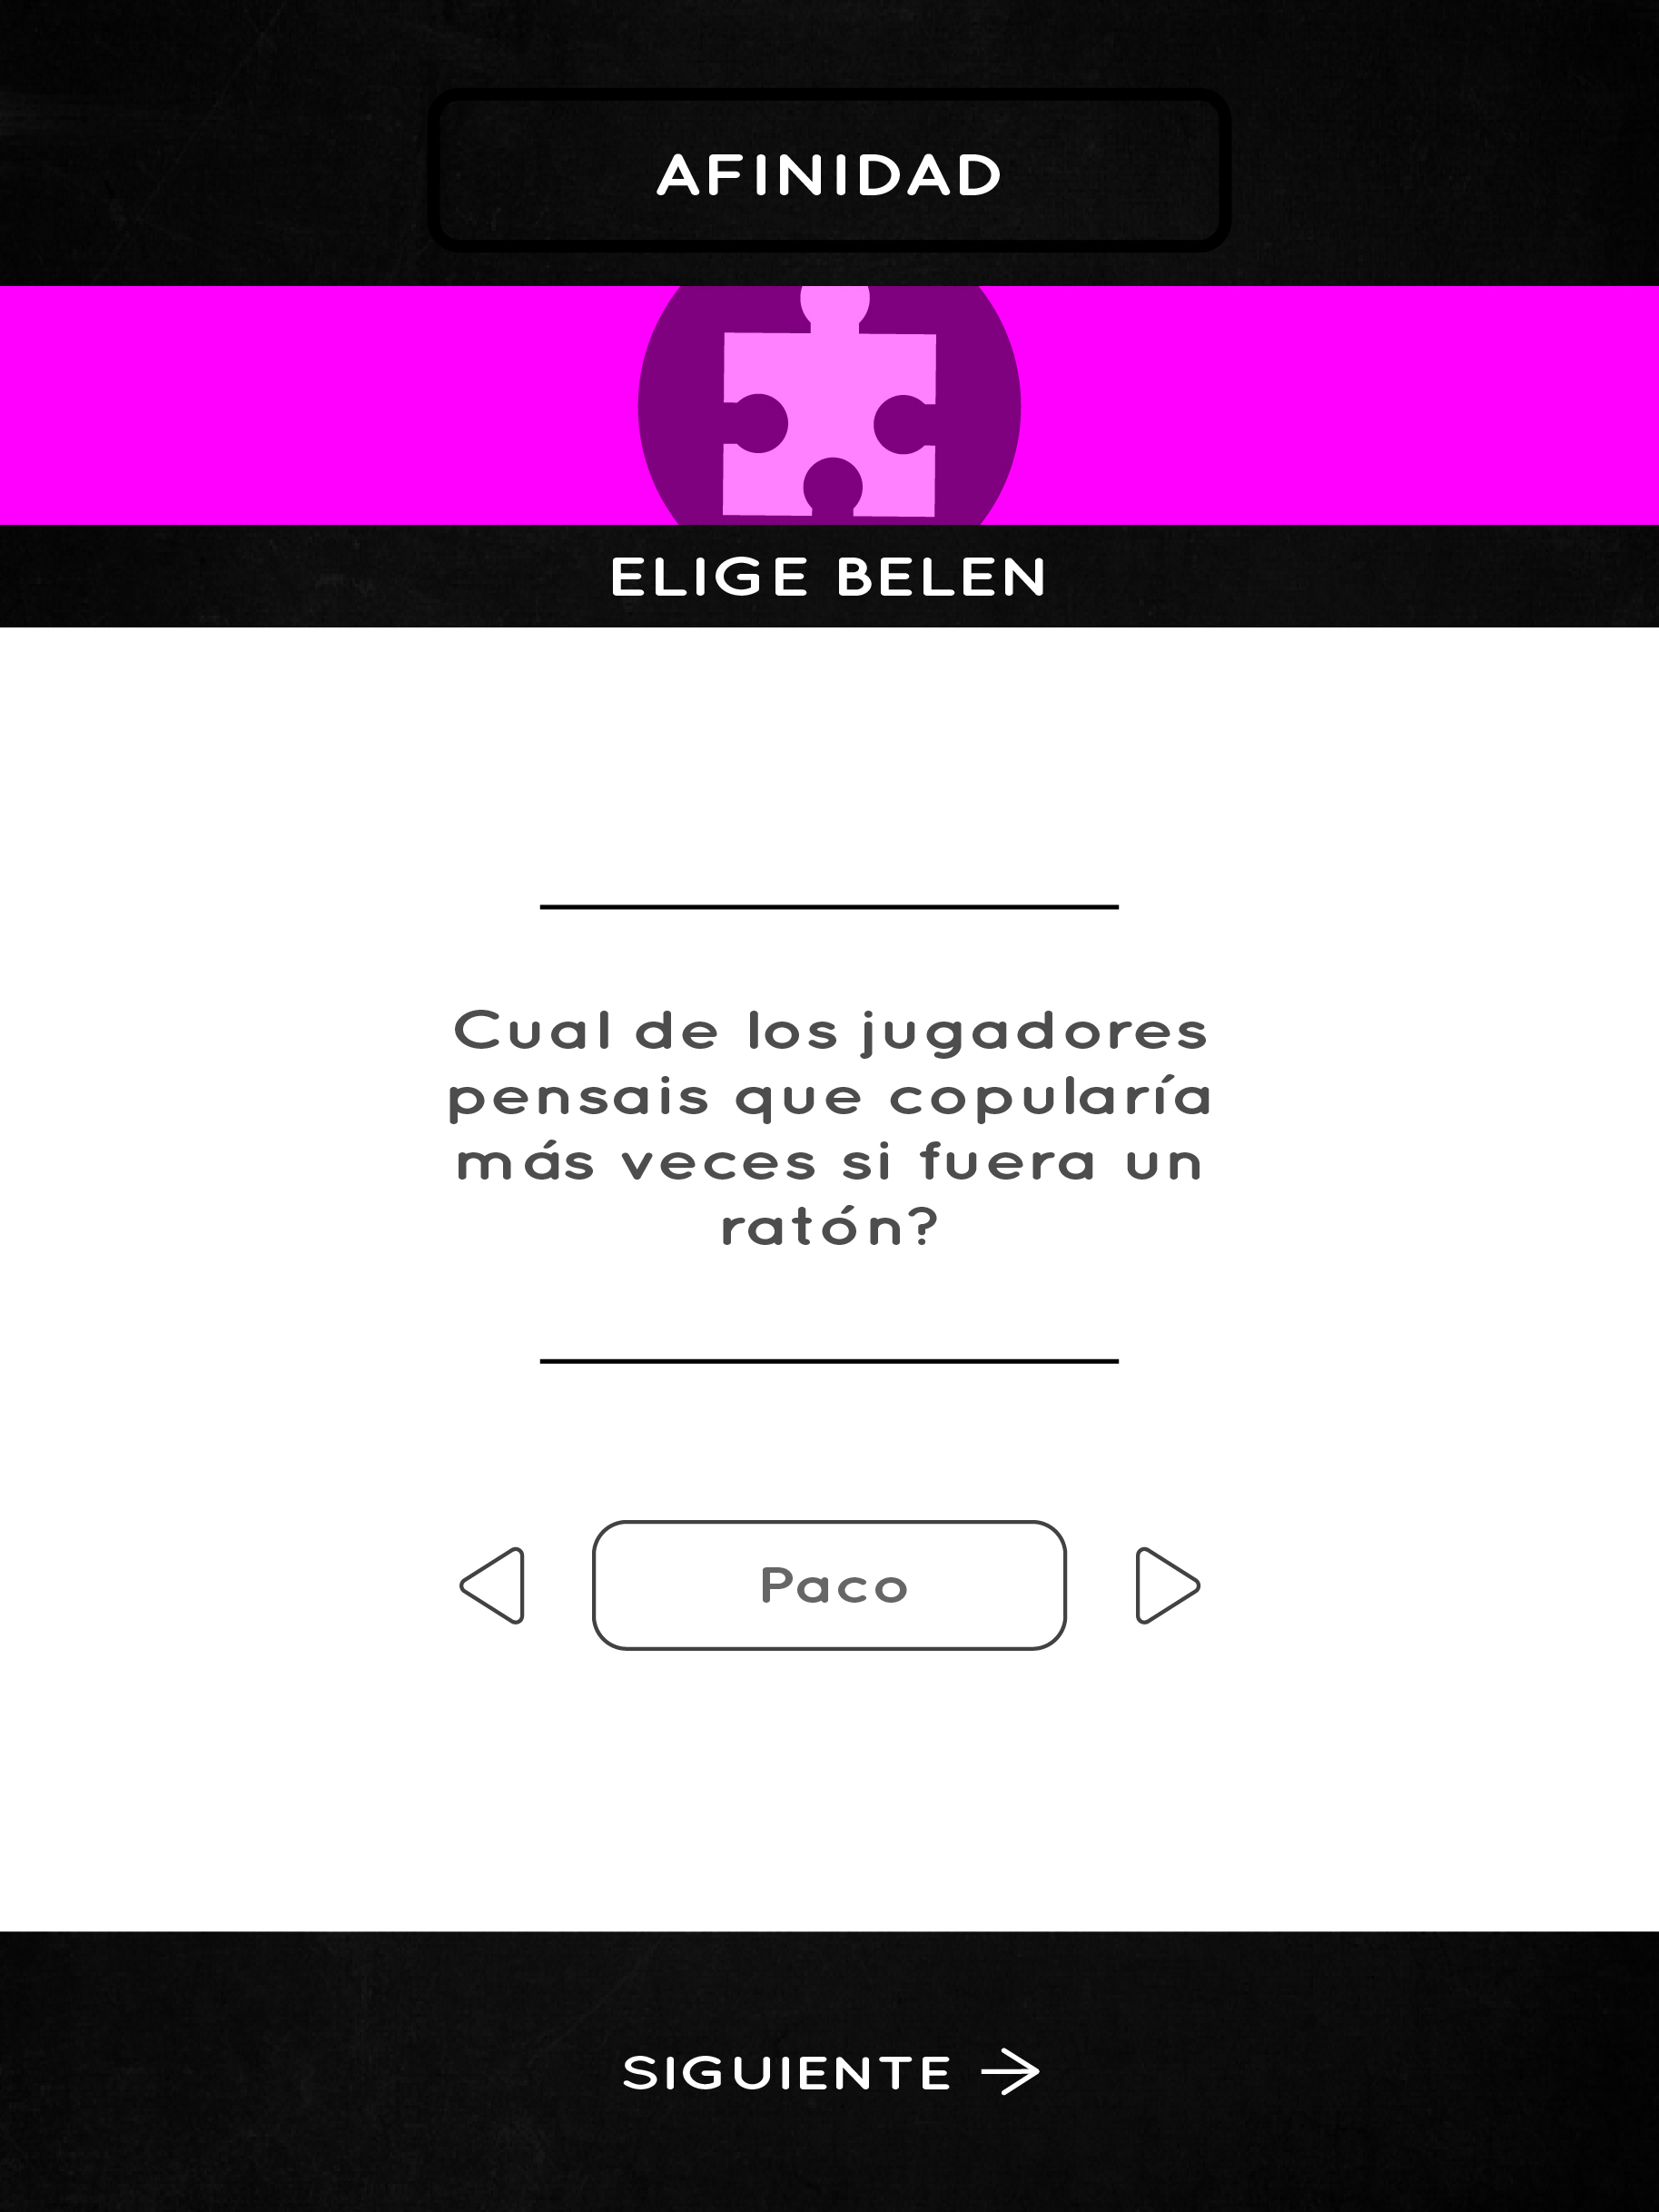 AFINIDAD
ELIGE BELEN
Cual de los jugadores
pensais que copularía
más veces si fuera un
ratón?
Paco
SIGUIENTE